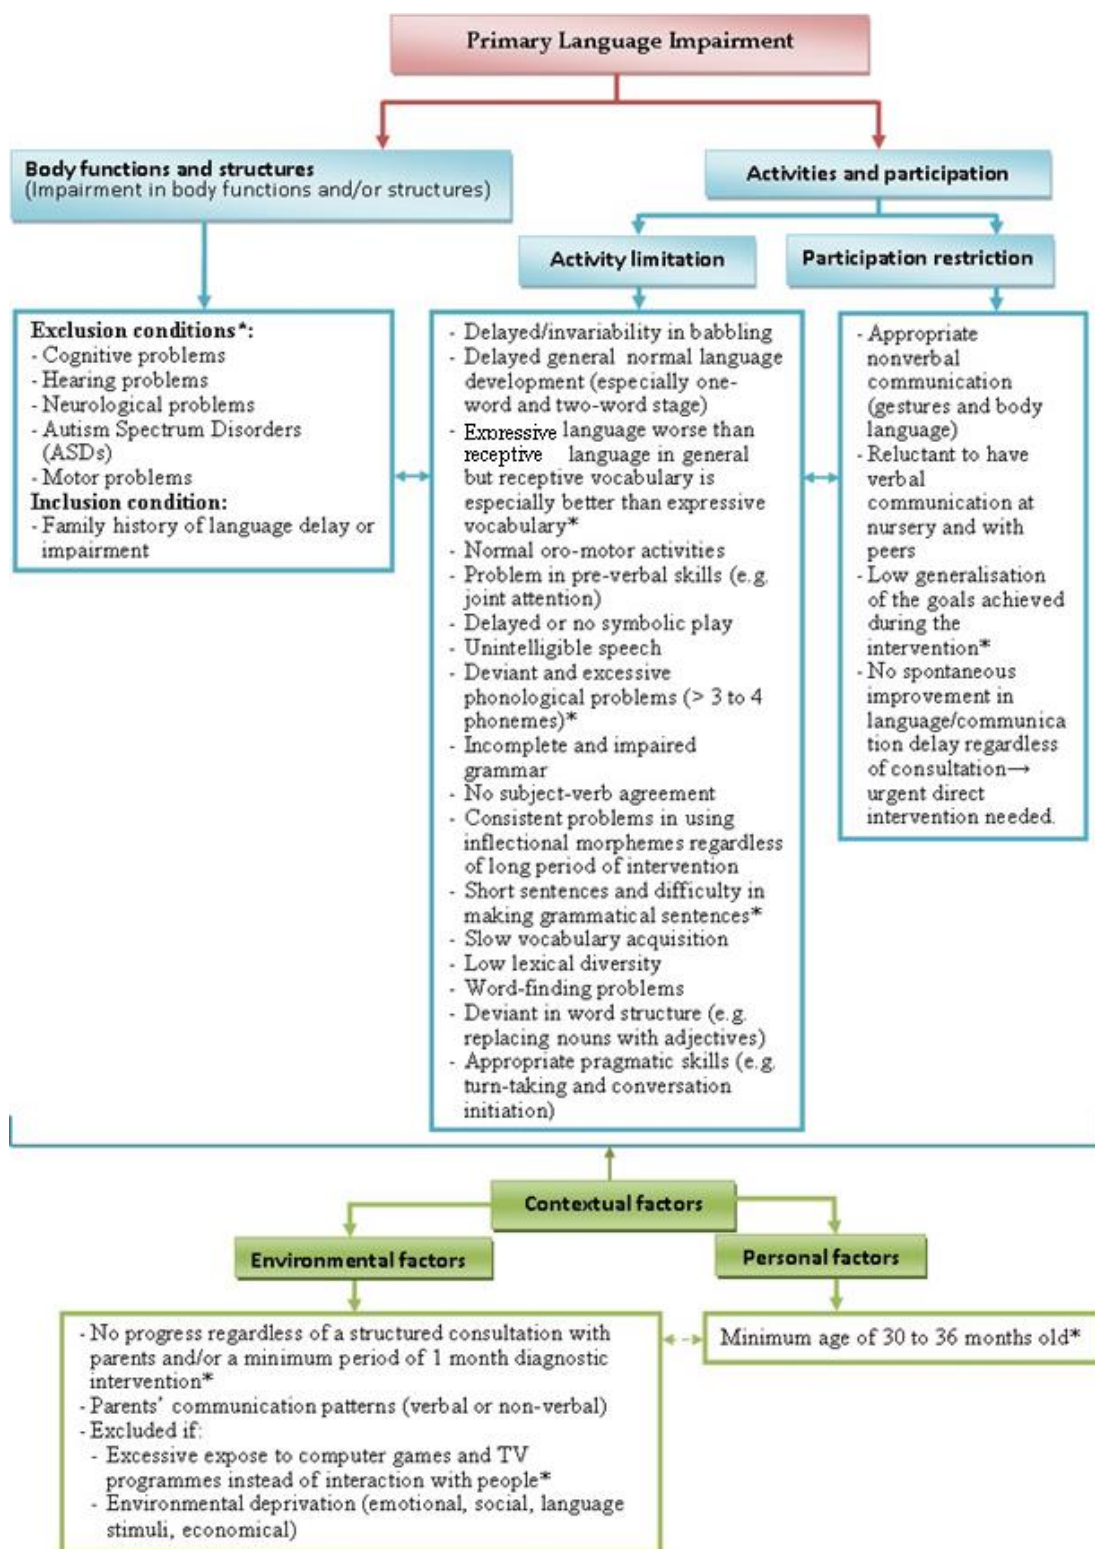 Primary Language Impairment
Body functions and structures
(Impairment in body functions and/or structures)
Activities and participation
Activity limitation
Participation restriction
Exclusion conditions*:
- Cognitive problems
- Hearing problems
- Neurological problems
- Autism Spectrum Disorders
(ASDs)
- Motor problems
Inclusion condition:
- Family history of language delay or
impairment
- Delayed/invariability in babbling
- Delayed general normal language
development (especially one-
word and two-word stage)
- Expressive language worse than
receptive language in general
but receptive vocabulary is
especially better than expressive
vocabulary*
- Normal oro-motor activities
- Problem in pre-verbal skills (e.g.
joint attention)
- Delayed or no symbolic play
- Unintelligible speech
- Deviant and excessive
phonological problems (> 3 to 4
phonemes)*
- Incomplete and impaired
grammar
- No subject-verb agreement
- Consistent problems in using
inflectional morphemes regardless
of long period of intervention
- Short sentences and difficulty in
making grammatical sentences*
- Slow vocabulary acquisition
- Low lexical diversity
- Word-finding problems
- Deviant in word structure (e.g.
replacing nouns with adjectives)
- Appropriate pragmatic skills (e.g.
turn-taking and conversation
initiation)
- Appropriate
nonverbal
communication
(gestures and body
language)
- Reluctant to have
verbal
communication at
nursery and with
peers
- Low generalisation
of the goals achieved
during the
intervention*
- No spontaneous
improvement in
language/communica
tion delay regardless
of consultation→
urgent direct
intervention needed.
Contextual factors
Environmental factors
Personal factors
- No progress regardless of a structured consultation with
parents and/or a minimum period of 1 month diagnostic
intervention*
- Parents' communication patterns (verbal or non-verbal)
- Excluded if:
- Excessive expose to computer games and TV
programmes instead of interaction with people*
- Environmental deprivation (emotional, social, language
stimuli, economical)
Minimum age of 30 to 36 months old*